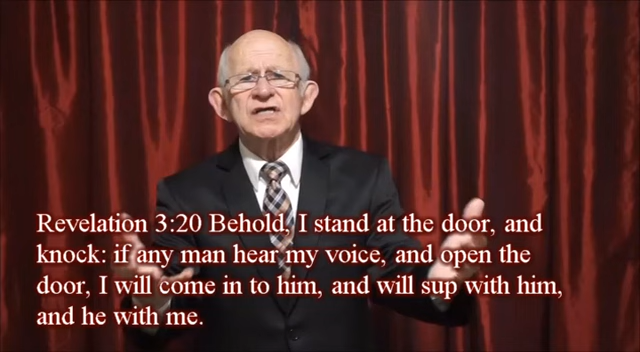 Revelation 3:20 Behold, I stand at the door, and
knock: if any man hear my voice, and open the
door, I will come in to him, and will sup with him,
and he with me.